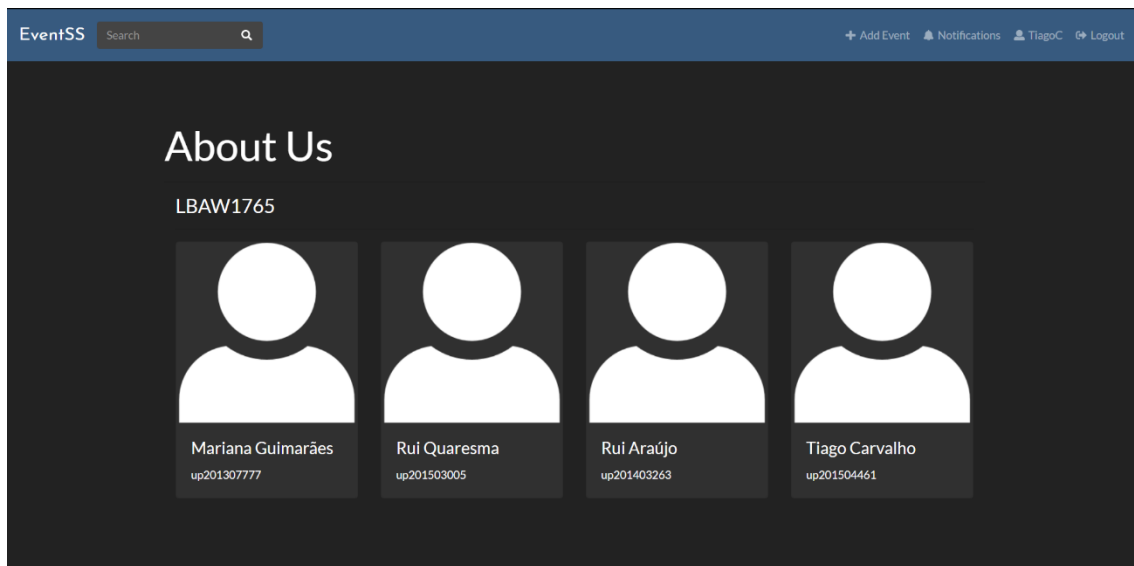 EventSS Search Add Event Notifications TiagoC Logout
About Us
LBAW1765
Mariana Guimarães Rui Quaresma Rui Araújo Tiago Carvalho
up201307777 up201503005 up201403263 up201504461